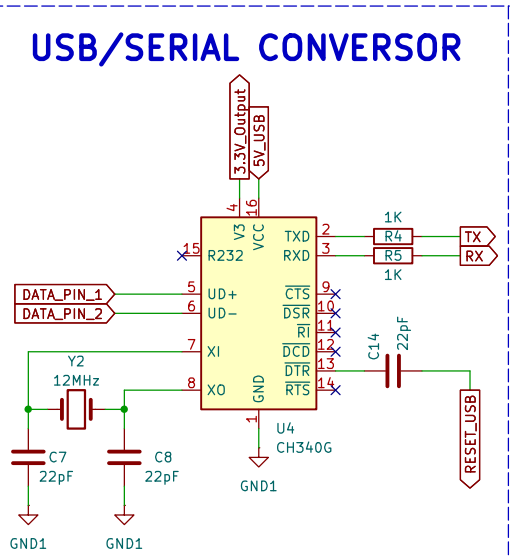 USB/SERIAL CONVERSOR
3.3V_Output
5V_USB
4
16
V3
VCC
15
R232
TXD
2
1K
R4
TX
RXD
3
R5
RX
1K
DATA_PIN_1
5
UD+
CTS
9
DATA_PIN_2
6
UD-
DSR
10
RI
11
7
XI
DCD
12
C14
22pF
Y2
12MHz
DTR
13
8
XO
GND
RTS
14
1
U4
CH340G
RESET_USB
C7
22pF
C8
22pF
GND1
GND1
GND1